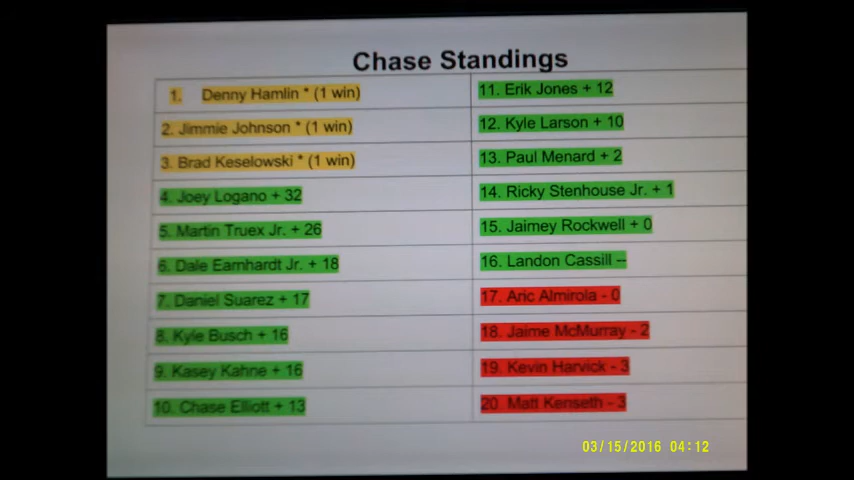 Chase Standings
1. Denny Hamlin * (1 win)
2. Jimmie Johnson * (1 win)
3. Brad Keselowski * (1 win)
4. Joey Logano + 32
5. Martin Truex Jr. + 26
6. Dale Earnhardt Jr. + 18
7. Daniel Suarez + 17
8. Kyle Busch + 16
9. Kasey Kahne + 16
10. Chase Elliott + 13
11. Erik Jones + 12
12. Kyle Larson + 10
13. Paul Menard + 2
14. Ricky Stenhouse Jr. + 1
15. Jaimey Rockwell + 0
16. Landon Cassill --
17. Aric Almirola - 0
18. Jaime McMurray - 2
19. Kevin Harvick - 3
20. Matt Kenseth - 3
03/15/2016 04:12